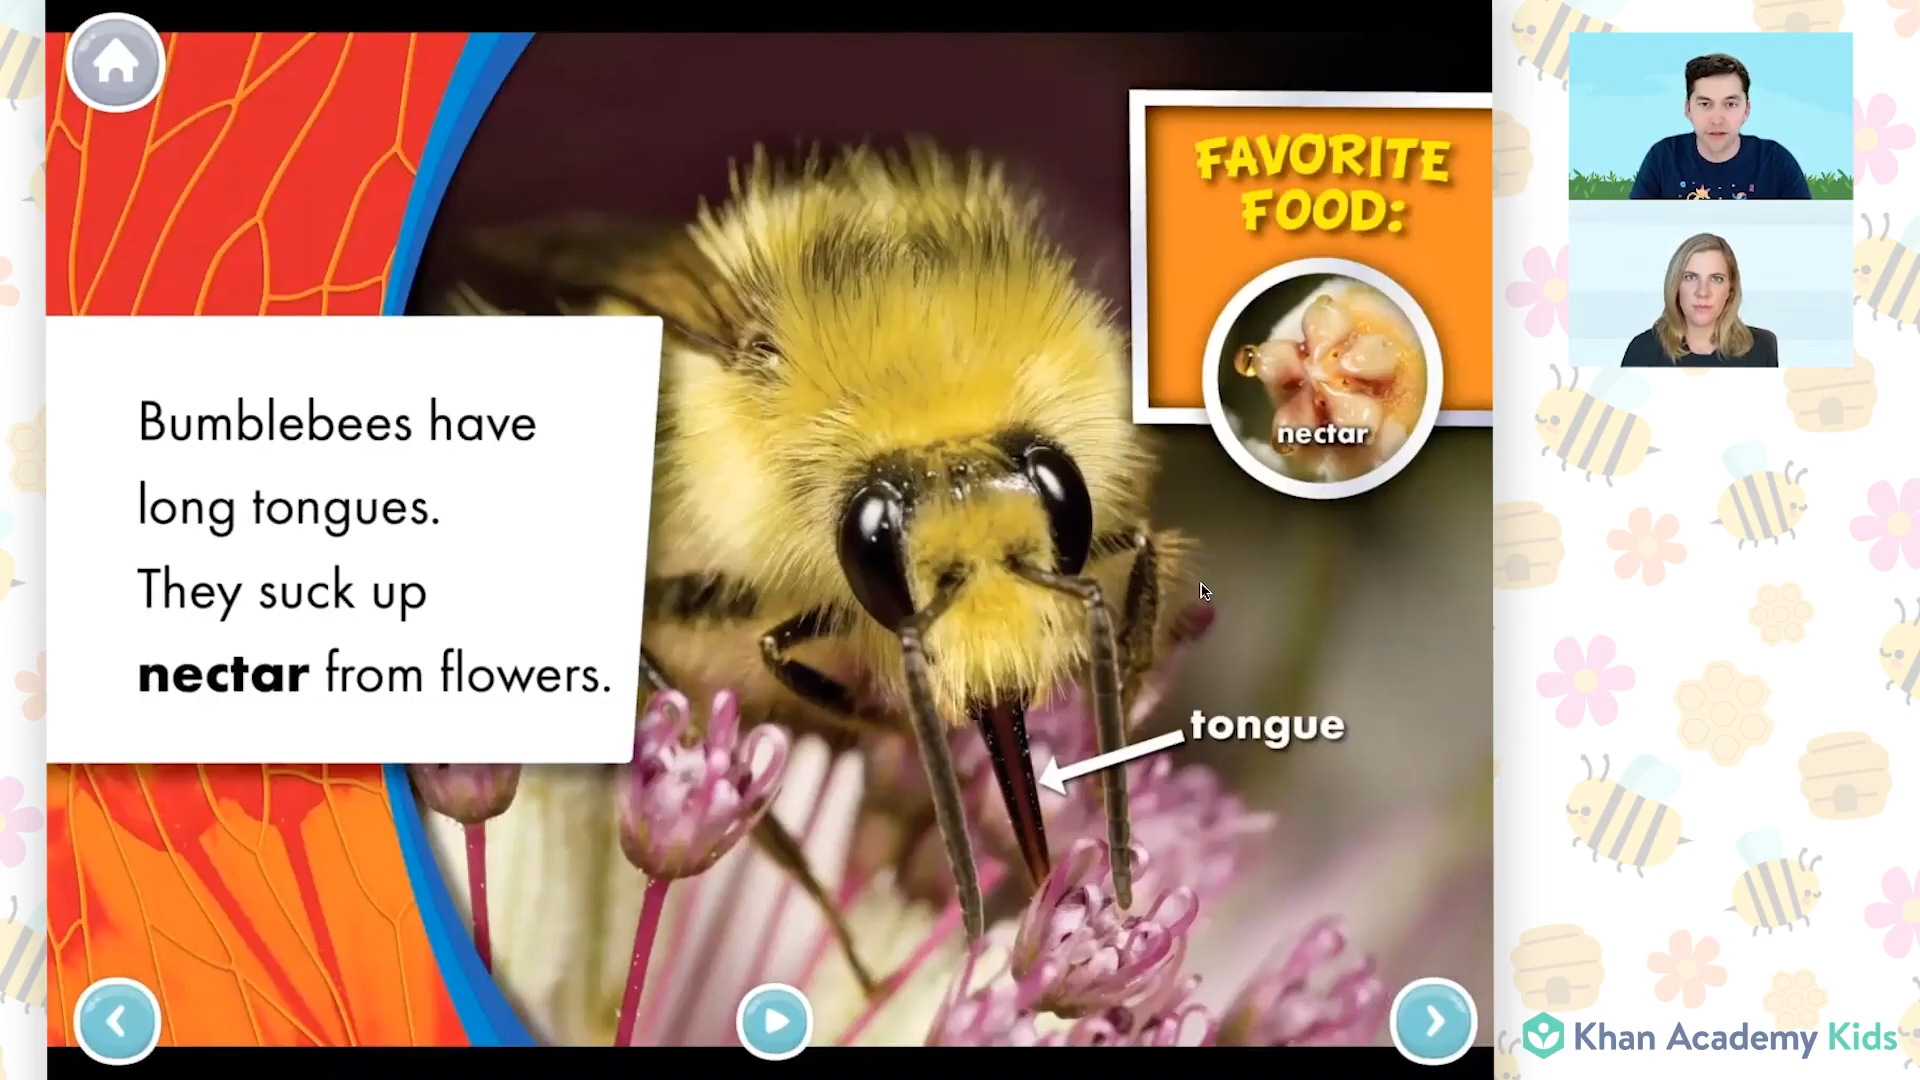 FAVORITE
FOOD:
nectar
Bumblebees have
long tongues.
They suck up
nectar from flowers.
tongue
Khan Academy Kids